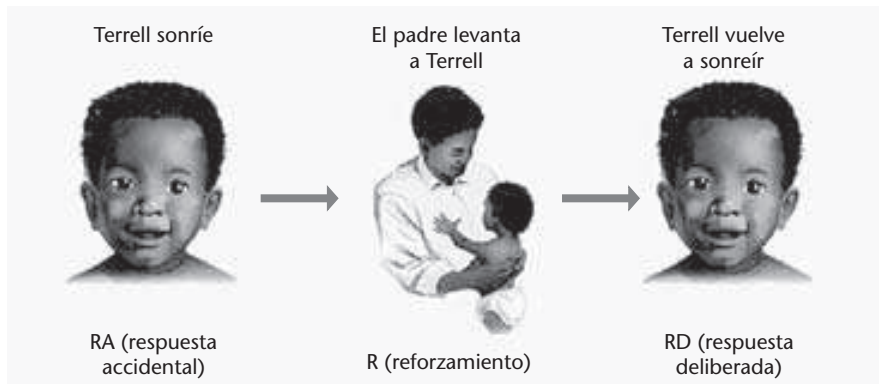 Terrell sonríe
El padre levanta
a Terrell
Terrell vuelve
a sonreír
RA (respuesta
accidental)
R (reforzamiento)
RD (respuesta
deliberada)